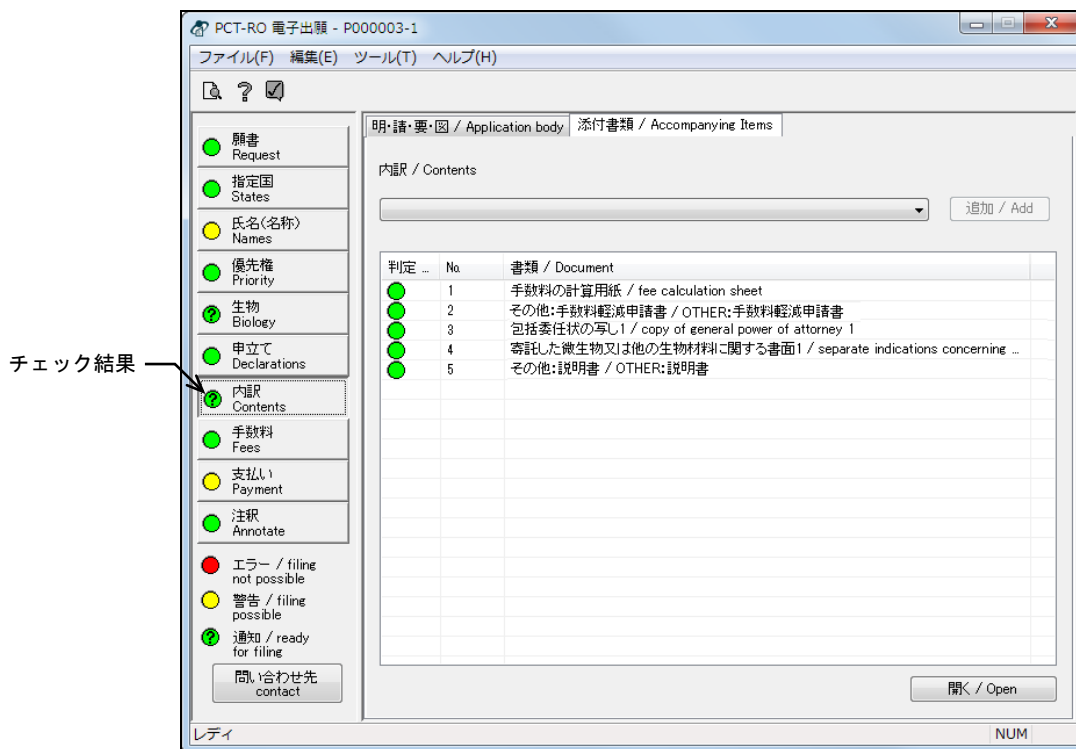 PCT-RO 電子出願 - P000003-1
ファイル(F) 編集(E) ツール(T) ヘルプ(H)
明・請・要・図 / Application body
添付書類 / Accompanying Items
願書
Request
指定国
States
氏名(名称)
Names
優先権
Priority
生物
Biology
申立て
Declarations
チェック結果
内訳
Contents
手数料
Fees
支払い
Payment
注釈
Annotate
エラー / filing
not possible
警告 / filing
possible
通知 / ready
for filing
問い合わせ先
contact
内訳 / Contents
追加 / Add
判定 ... No. 書類 / Document
1 手数料の計算用紙 / fee calculation sheet
2 その他:手数料軽減申請書 / OTHER:手数料軽減申請書
3 包括委任状の写し1 / copy of general power of attorney 1
4 寄託した微生物又は他の生物材料に関する書面1 / separate indications concerning ...
5 その他:説明書 / OTHER:説明書
開く / Open
レディ
NUM